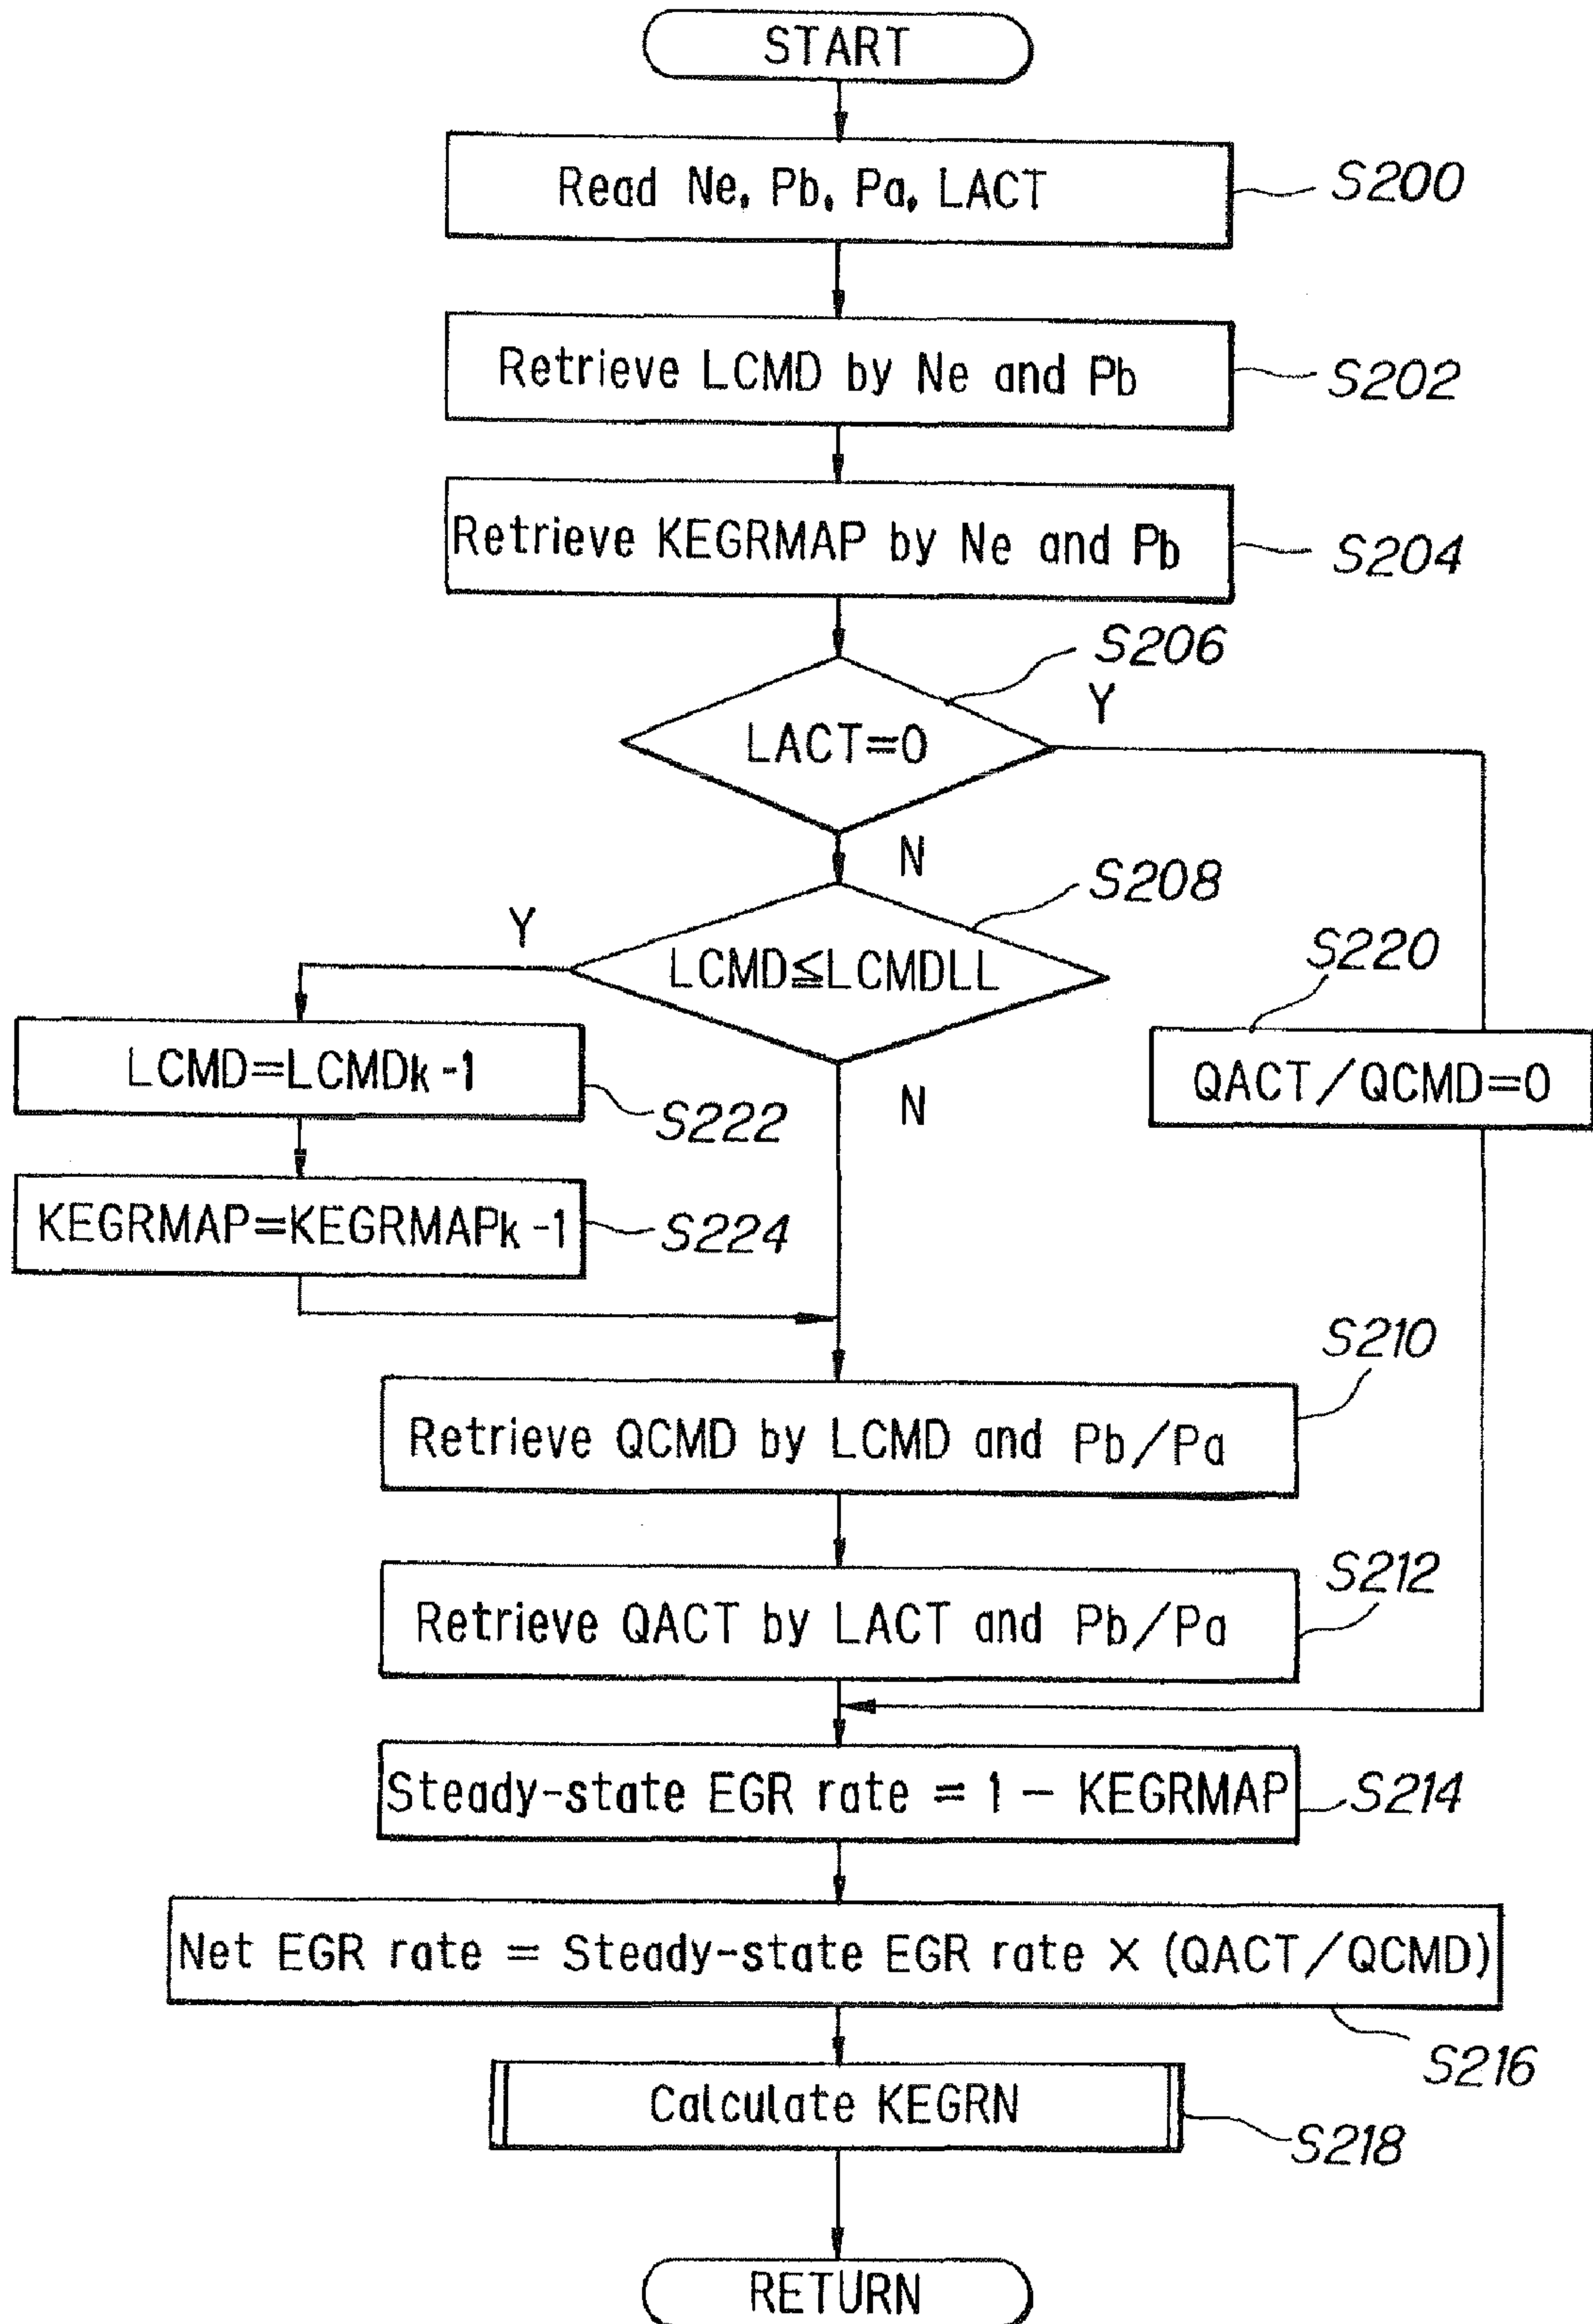 START
Read Ne, Pb, Pa, LACT
S200
Retrieve LCMD by Ne and Pb
S202
Retrieve KEGRMAP by Ne and Pb
S204
S206
LACT=0
Y
N
S208
LCMD≦LCMDLL
Y
N
S220
QACT/QCMD=0
LCMD=LCMDk-1
S222
KEGRMAP=KEGRMAPk-1
S224
S210
Retrieve QCMD by LCMD and Pb/Pa
S212
Retrieve QACT by LACT and Pb/Pa
Steady-state EGR rate = 1 - KEGRMAP
S214
Net EGR rate = Steady-state EGR rate × (QACT/QCMD)
S216
Calculate KEGRN
S218
RETURN